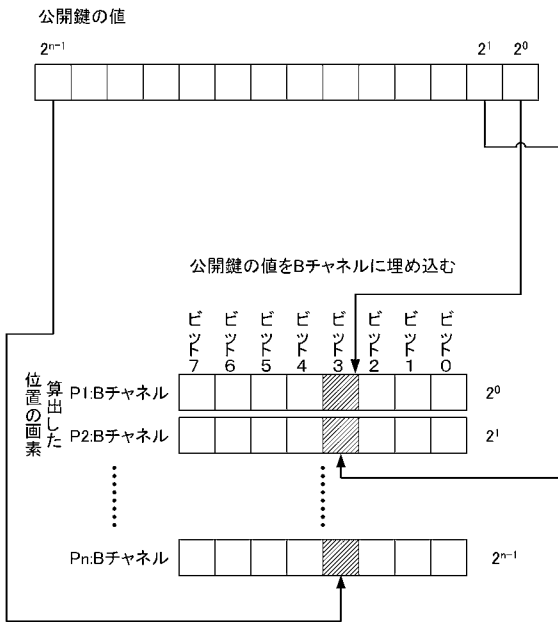 公開鍵の値
2ⁿ⁻¹ 2¹ 2⁰
公開鍵の値をBチャネルに埋め込む
ビット7 ビット6 ビット5 ビット4 ビット3 ビット2 ビット1 ビット0
算出した
位置の画素
P1:Bチャネル 2⁰
P2:Bチャネル 2¹
Pn:Bチャネル 2ⁿ⁻¹